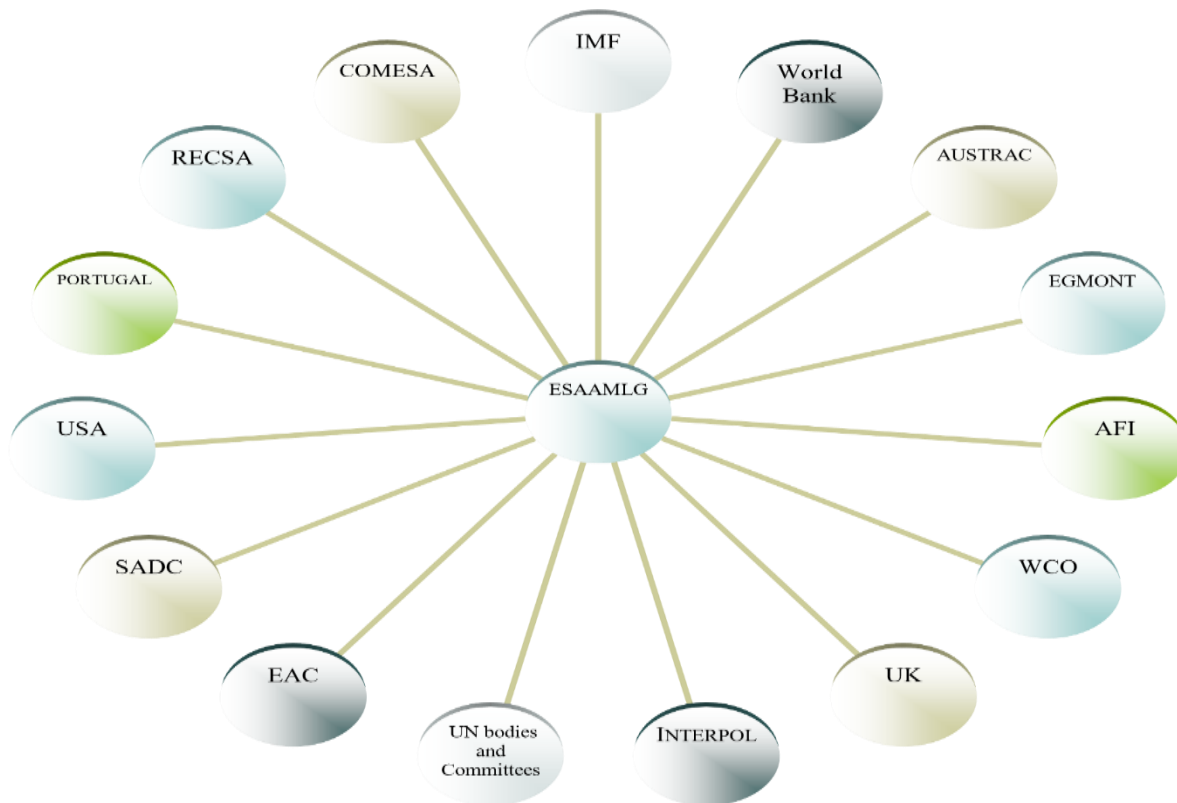 IMF
World
Bank
AUSTRAC
EGMONT
AFI
WCO
UK
INTERPOL
UN bodies
and
Committees
EAC
SADC
USA
PORTUGAL
RECSA
COMESA
ESAAMLG